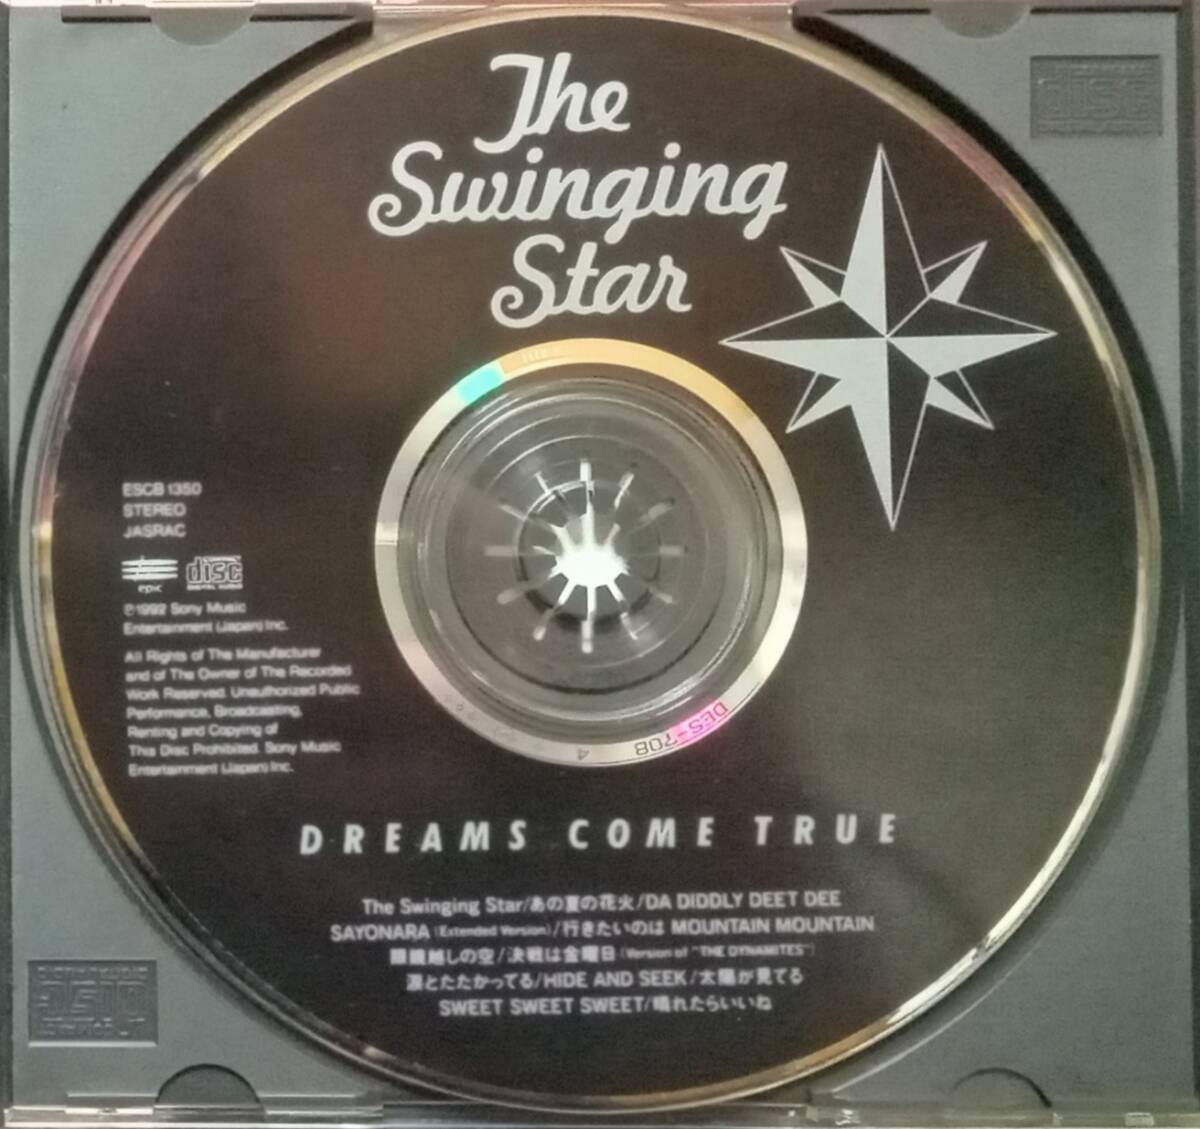 The
Swinging
Star
ESCB 1350
STEREO
JASRAC
epic
disc
DIGITAL AUDIO
℗1992 Sony Music
Entertainment (Japan) Inc.
All Rights of The Manufacturer
and of The Owner of The Recorded
Work Reserved. Unauthorized Public
Performance, Broadcasting,
Renting and Copying of
This Disc Prohibited. Sony Music
Entertainment (Japan) Inc.
DES-708 4
DREAMS COME TRUE
The Swinging Star/あの夏の花火/DA DIDDLY DEET DEE
SAYONARA (Extended Version)/行きたいのは MOUNTAIN MOUNTAIN
眼鏡越しの空/決戦は金曜日 (Version of "THE DYNAMITES")
涙とたたかってる/HIDE AND SEEK/太陽が見てる
SWEET SWEET SWEET/晴れたらいいね